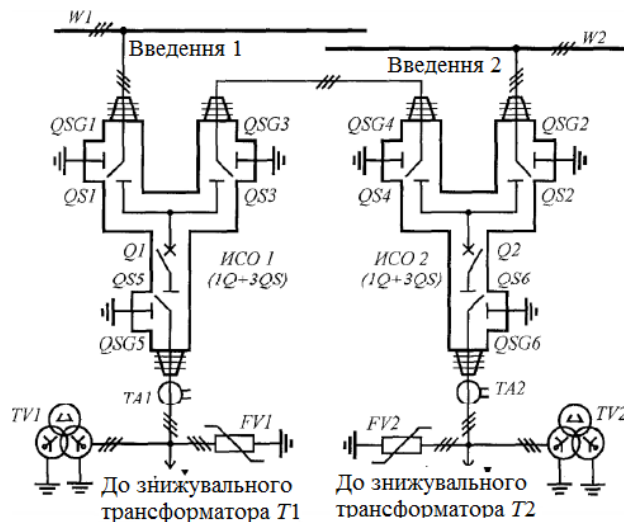 W1
W2
Введення 1
Введення 2
QSG1
QSG3
QSG4
QSG2
QS1
QS3
QS4
QS2
Q1
ИСО 1
(1Q+3QS)
ИСО 2
(1Q+3QS)
Q2
QS5
QS6
QSG5
QSG6
TA1
TA2
TV1
FV1
FV2
TV2
До знижувального
трансформатора T1
До знижувального
трансформатора T2